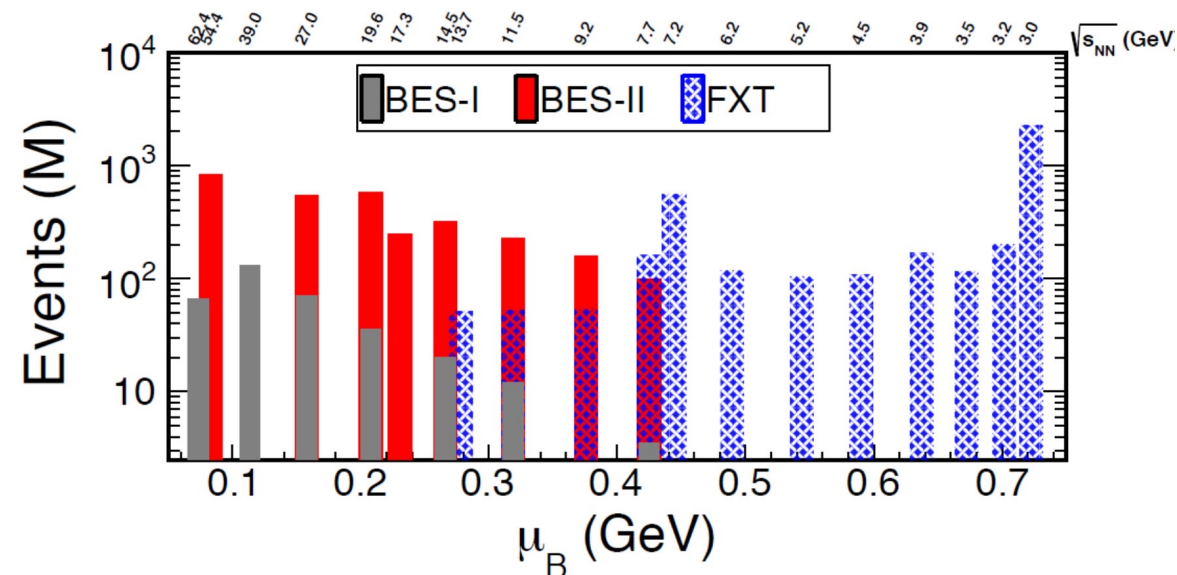 62.4 54.4 39.0 27.0 19.6 17.3 14.5 13.7 11.5 9.2 7.7 7.2 6.2 5.2 4.5 3.9 3.5 3.2 3.0 √s_NN (GeV)
10⁴
BES-I BES-II FXT
10³
10²
10
Events (M)
0.1 0.2 0.3 0.4 0.5 0.6 0.7
μ_B (GeV)